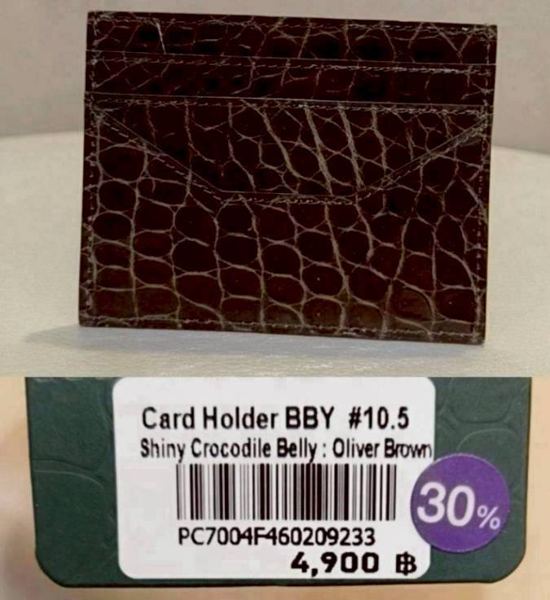 Card Holder BBY #10.5
Shiny Crocodile Belly : Oliver Brown
30%
PC7004F460209233
4,900 ฿